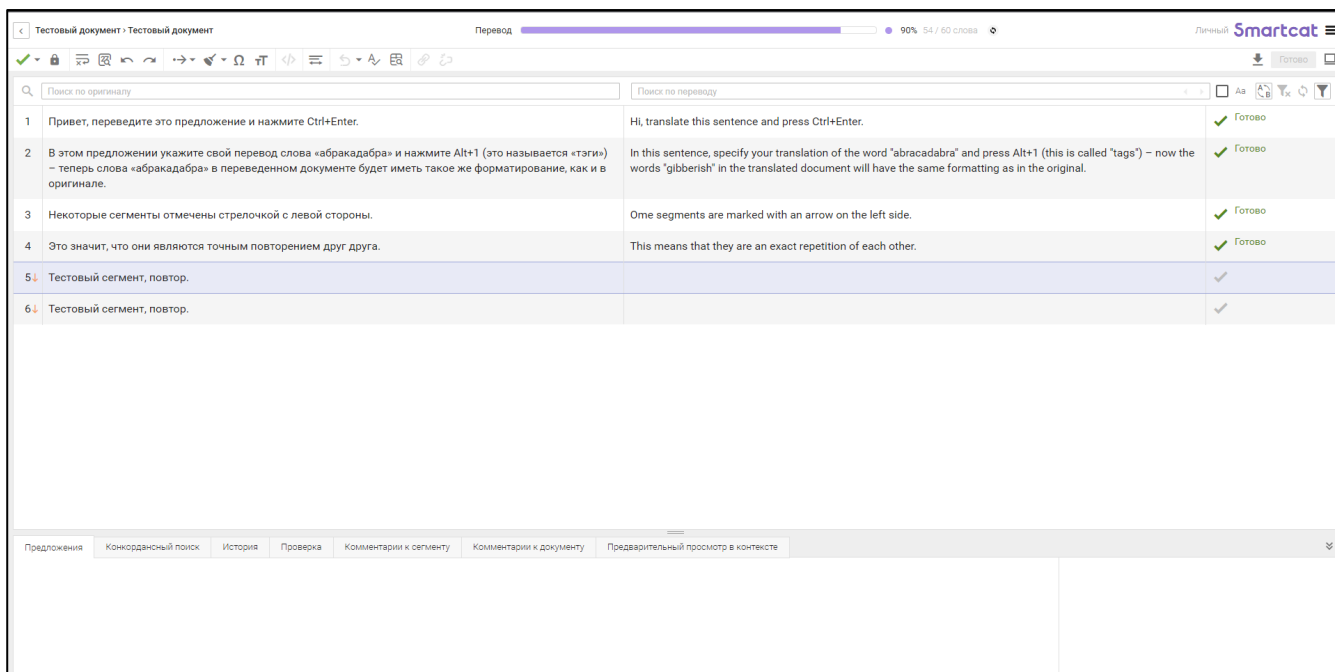 Тестовый документ › Тестовый документ
Перевод
90% 54 / 60 слова
Личный Smartcat
Готово
Поиск по оригиналу
Поиск по переводу
Aa
1 Привет, переведите это предложение и нажмите Ctrl+Enter.
Hi, translate this sentence and press Ctrl+Enter.
Готово
2 В этом предложении укажите свой перевод слова «абракадабра» и нажмите Alt+1 (это называется «тэги»)
– теперь слова «абракадабра» в переведенном документе будет иметь такое же форматирование, как и в
оригинале.
In this sentence, specify your translation of the word "abracadabra" and press Alt+1 (this is called "tags") – now the
words "gibberish" in the translated document will have the same formatting as in the original.
Готово
3 Некоторые сегменты отмечены стрелочкой с левой стороны.
Ome segments are marked with an arrow on the left side.
Готово
4 Это значит, что они являются точным повторением друг друга.
This means that they are an exact repetition of each other.
Готово
5↓ Тестовый сегмент, повтор.
6↓ Тестовый сегмент, повтор.
Предложения Конкордансный поиск История Проверка Комментарии к сегменту Комментарии к документу Предварительный просмотр в контексте